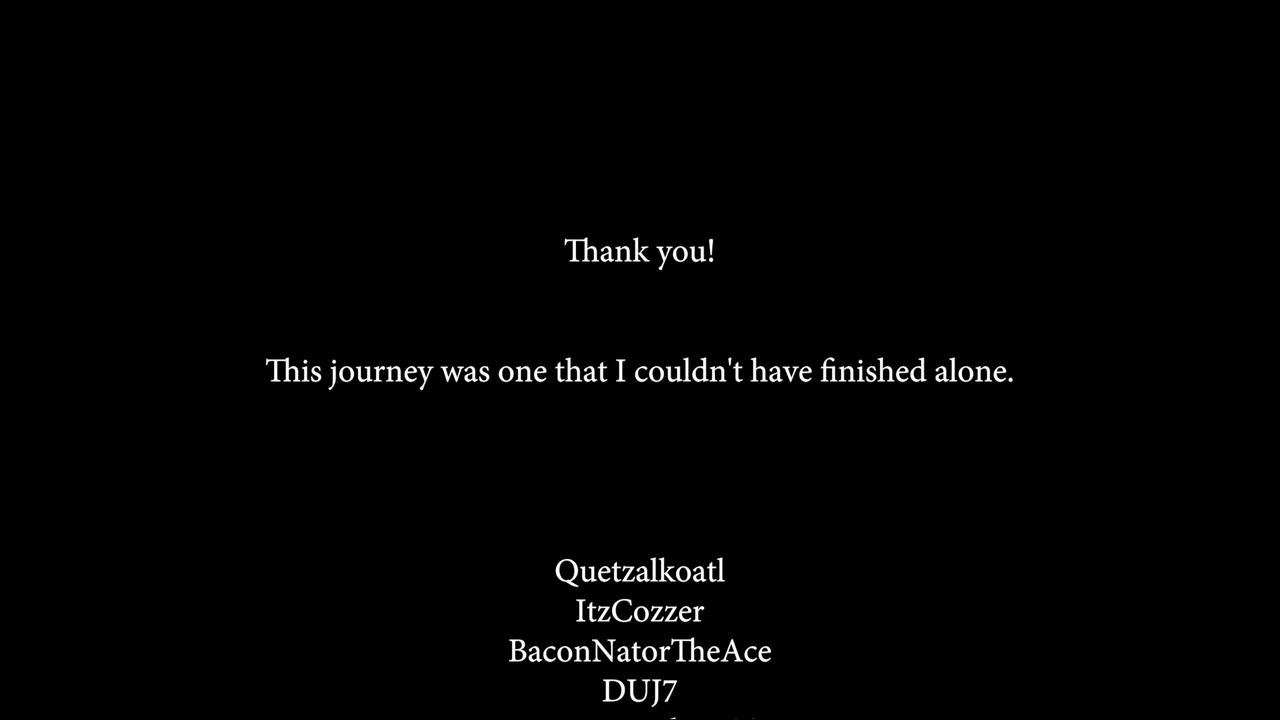 Thank you!
This journey was one that I couldn't have finished alone.
Quetzalkoatl
ItzCozzer
BaconNatorTheAce
DUJ7